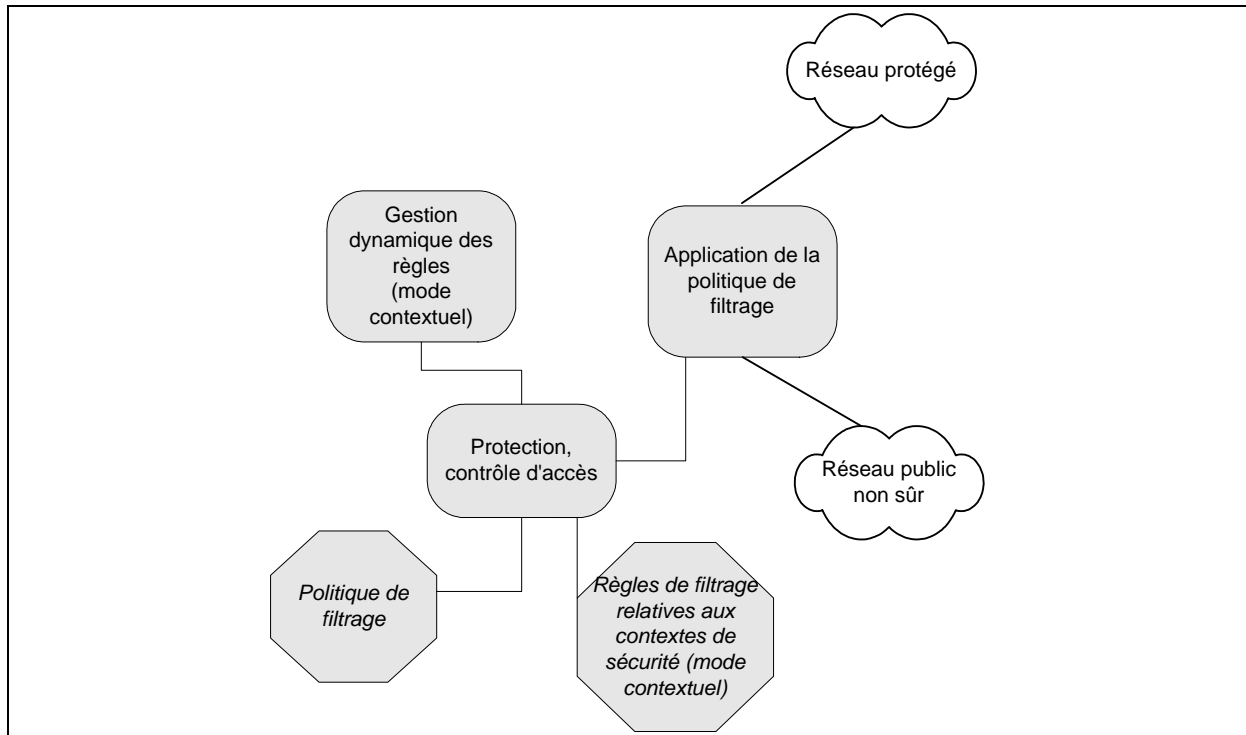 Réseau protégé
Gestion
dynamique des
règles
(mode
contextuel)
Application de la
politique de
filtrage
Protection,
contrôle d'accès
Réseau public
non sûr
Politique de
filtrage
Règles de filtrage
relatives aux
contextes de
sécurité (mode
contextuel)